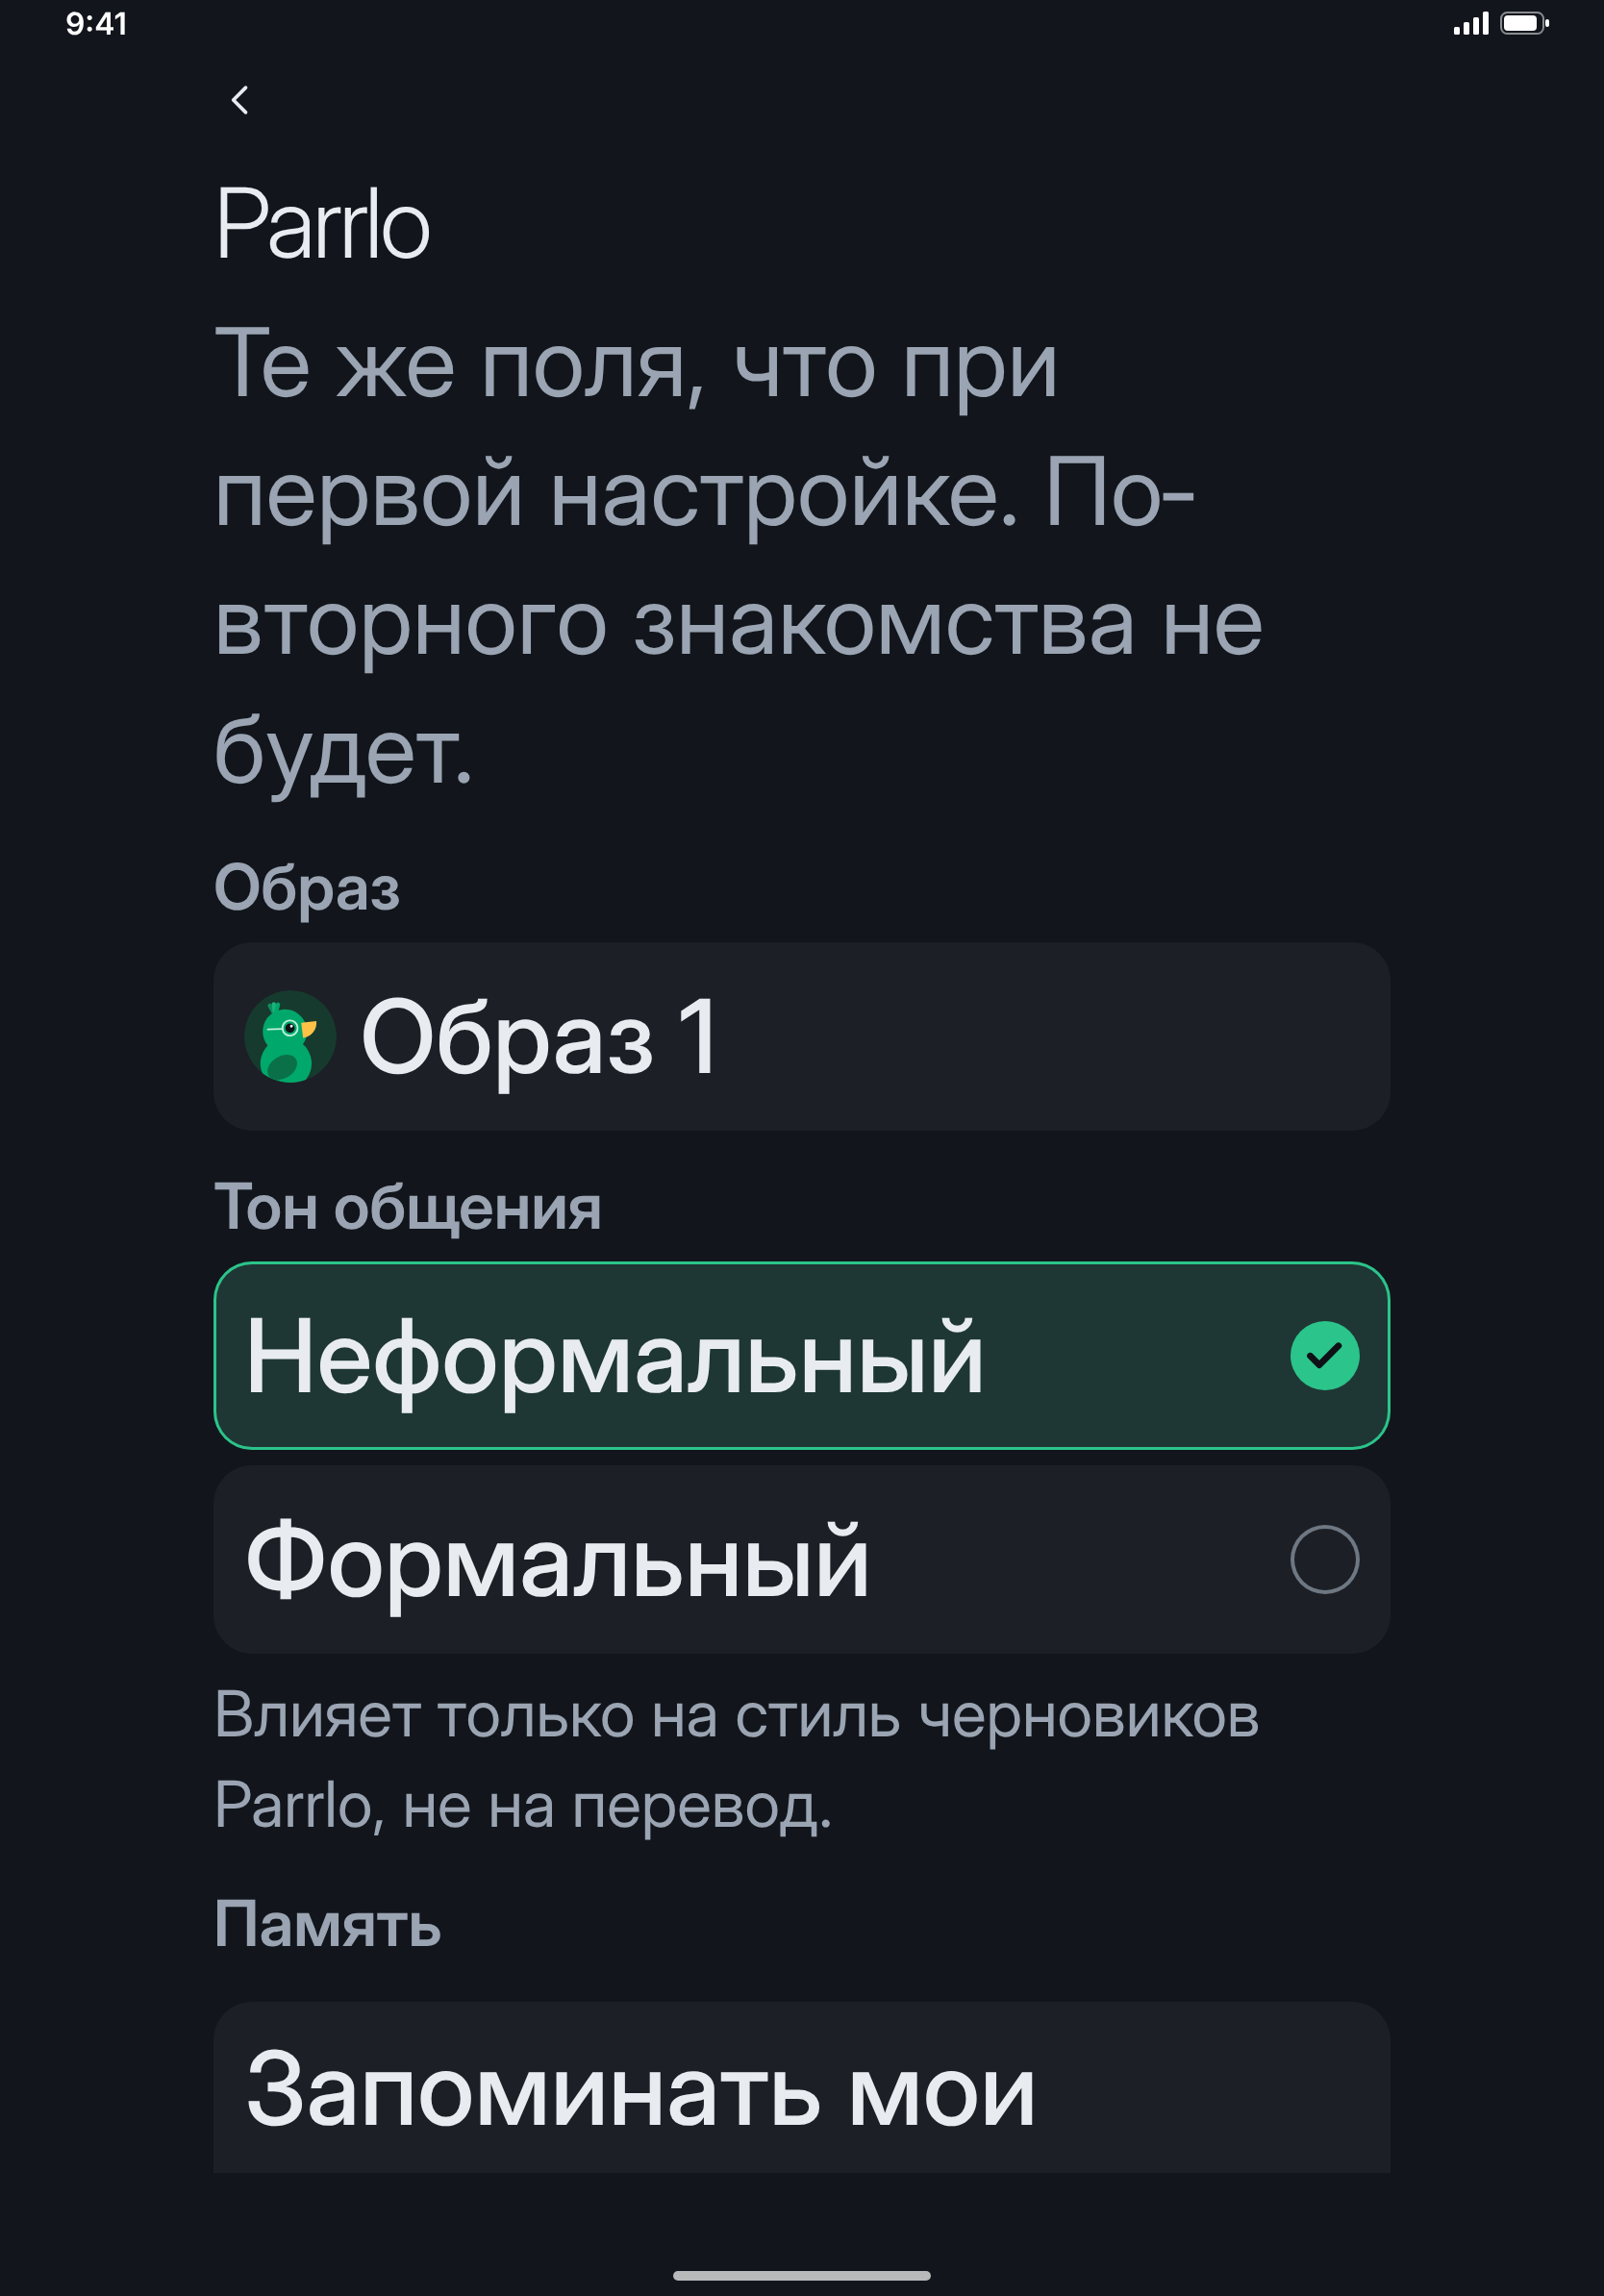 9:41
Parrlo
Те же поля, что при
первой настройке. По-
вторного знакомства не
будет.
Образ
Образ 1
Тон общения
Неформальный
Формальный
Влияет только на стиль черновиков
Parrlo, не на перевод.
Память
Запоминать мои